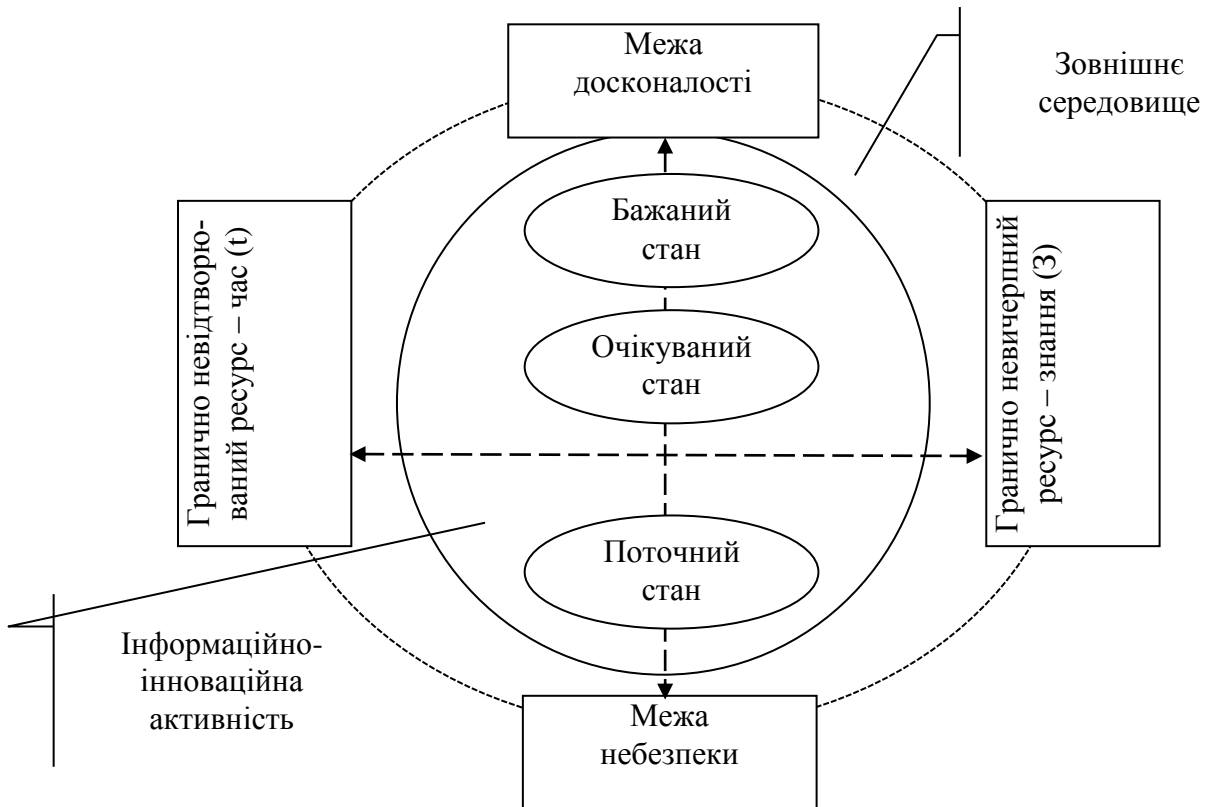 Межа
досконалості
Зовнішнє
середовище
Бажаний
стан
Гранично невідтворю-
ваний ресурс – час (t)
Гранично невичерпний
ресурс – знання (З)
Очікуваний
стан
Поточний
стан
Інформаційно-
інноваційна
активність
Межа
небезпеки